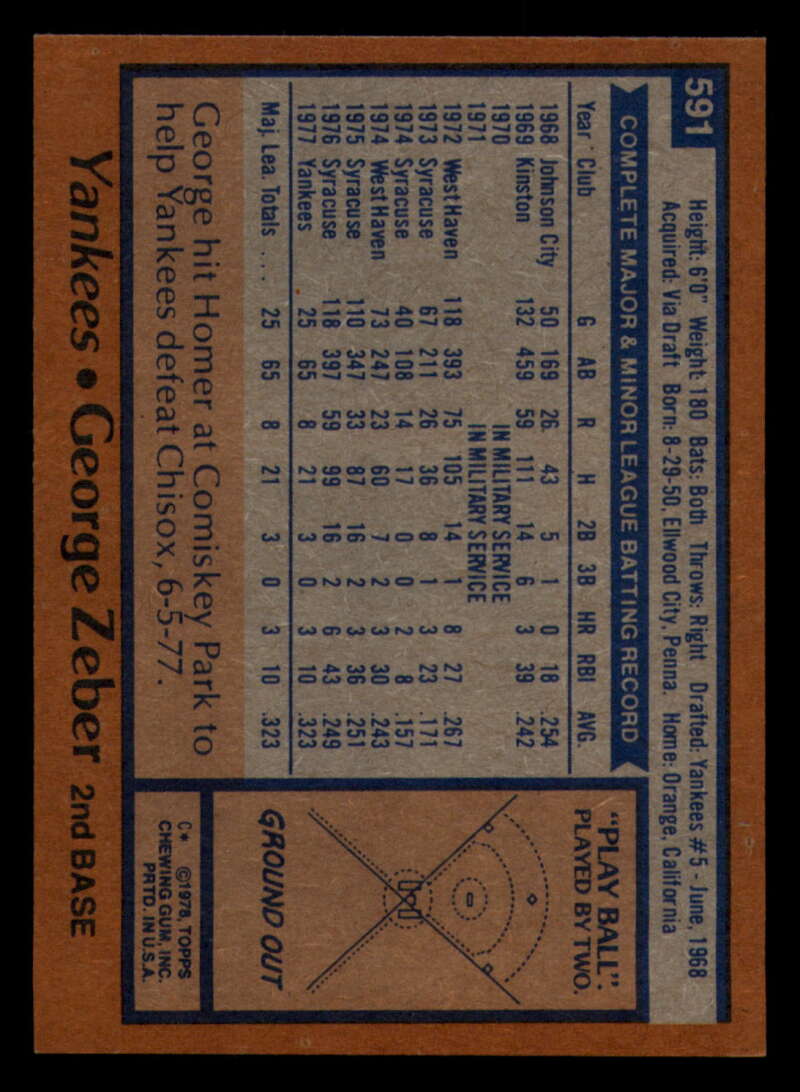 591
Height: 6'0" Weight: 180 Bats: Both Throws: Right Drafted: Yankees #5 - June, 1968
Acquired: Via Draft Born: 8-29-50, Ellwood City, Penna. Home: Orange, California
COMPLETE MAJOR & MINOR LEAGUE BATTING RECORD
Year Club G AB R H 2B 3B HR RBI AVG.
1968 Johnson City 50 169 26 43 5 1 0 18 .254
1969 Kinston 132 459 59 111 14 6 3 39 .242
1970 IN MILITARY SERVICE
1971 IN MILITARY SERVICE
1972 West Haven 118 393 75 105 14 1 8 27 .267
1973 Syracuse 67 211 26 36 8 1 3 23 .171
1974 Syracuse 40 108 14 17 0 0 2 8 .157
1974 West Haven 73 247 23 60 7 2 3 30 .243
1975 Syracuse 110 347 33 87 16 2 3 36 .251
1976 Syracuse 118 397 59 99 16 2 6 43 .249
1977 Yankees 25 65 8 21 3 0 3 10 .323
Maj. Lea. Totals .... 25 65 8 21 3 0 3 10 .323
George hit Homer at Comiskey Park to
help Yankees defeat Chisox, 6-5-77.
"PLAY BALL"
PLAYED BY TWO.
GROUND OUT
C* ©1978, TOPPS
CHEWING GUM, INC.
PRTD. IN U.S.A.
Yankees • George Zeber 2nd BASE